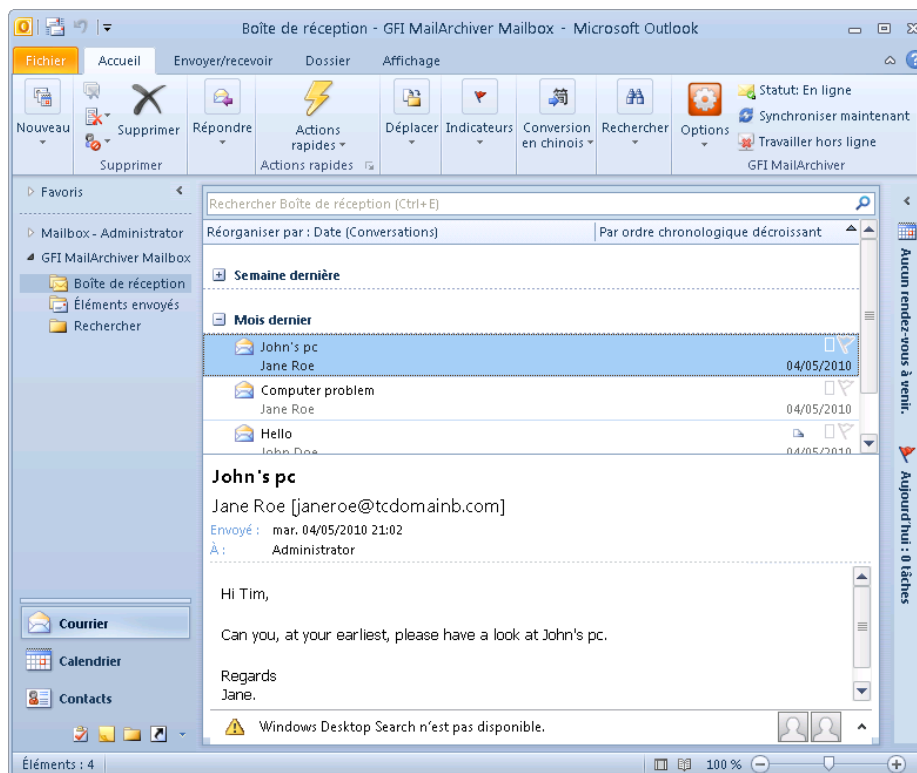 Boîte de réception - GFI MailArchiver Mailbox - Microsoft Outlook
Fichier Accueil Envoyer/recevoir Dossier Affichage
Nouveau
Supprimer
Supprimer
Répondre
Actions rapides
Actions rapides
Déplacer
Indicateurs
Conversion en chinois
Rechercher
Options
Statut: En ligne
Synchroniser maintenant
Travailler hors ligne
GFI MailArchiver
Favoris
Mailbox - Administrator
GFI MailArchiver Mailbox
Boîte de réception
Éléments envoyés
Rechercher
Courrier
Calendrier
Contacts
Rechercher Boîte de réception (Ctrl+E)
Réorganiser par : Date (Conversations) Par ordre chronologique décroissant
Semaine dernière
Mois dernier
John's pc
Jane Roe 04/05/2010
Computer problem
Jane Roe 04/05/2010
Hello
John Doe 04/05/2010
John's pc
Jane Roe [janeroe@tcdomainb.com]
Envoyé : mar. 04/05/2010 21:02
À : Administrator
Hi Tim,
Can you, at your earliest, please have a look at John's pc.
Regards
Jane.
Windows Desktop Search n'est pas disponible.
Aucun rendez-vous à venir.
Aujourd'hui : 0 tâches
Éléments : 4 100 %